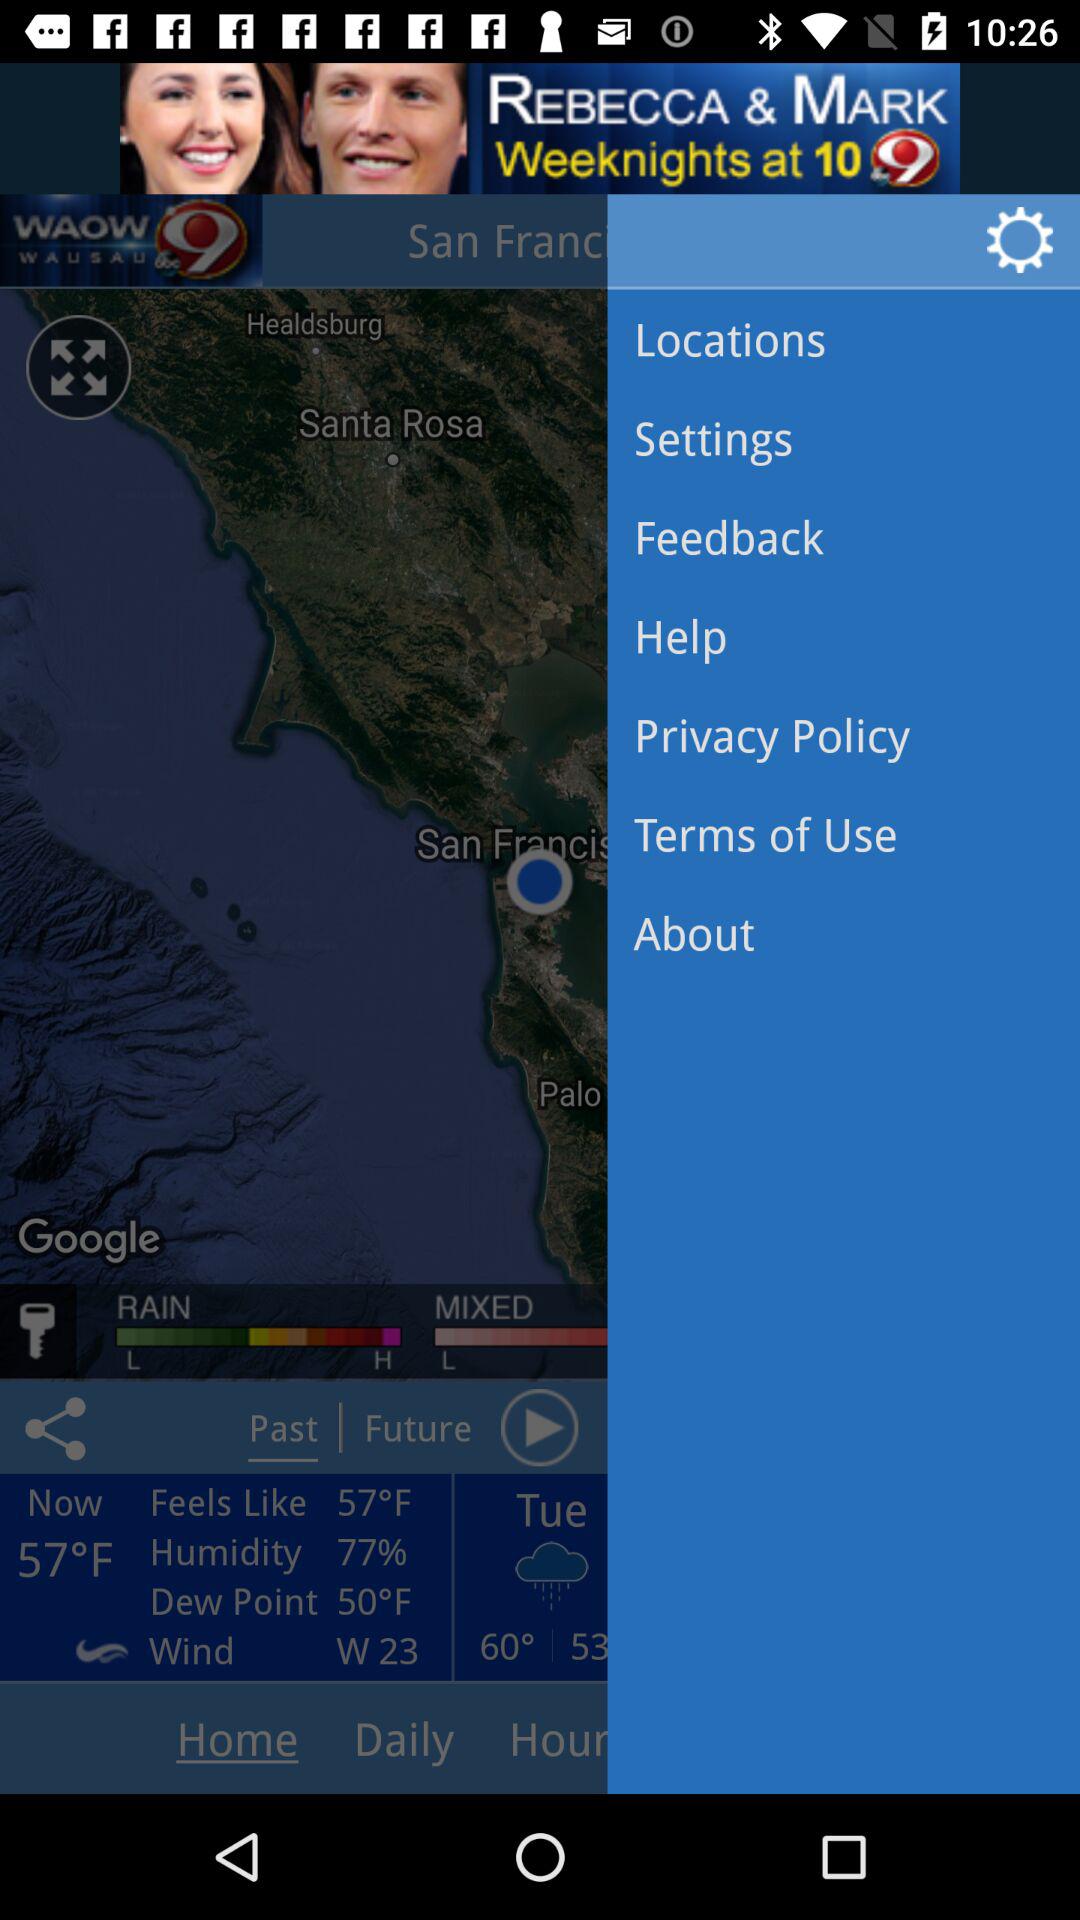 10:26
REBECCA & MARK
Weeknights at 10 9
WAOW 9
WAUSAU abc
San Franci
Locations
Settings
Feedback
Help
Privacy Policy
Terms of Use
About
Healdsburg
Santa Rosa
San Francis
Palo
Google
RAIN MIXED
L H L
Past Future
Now Feels Like 57°F Tue
57°F Humidity 77%
Dew Point 50°F
Wind W 23 60° 53
Home Daily Hour